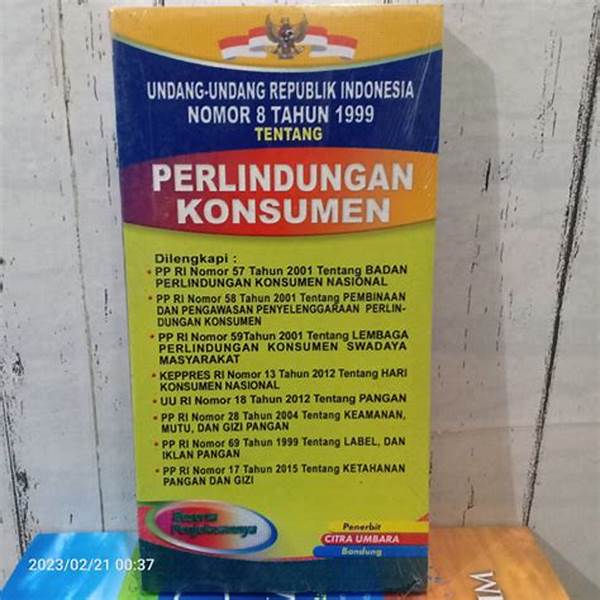 UNDANG-UNDANG REPUBLIK INDONESIA
NOMOR 8 TAHUN 1999
TENTANG
PERLINDUNGAN
KONSUMEN
Dilengkapi :
• PP RI Nomor 57 Tahun 2001 Tentang BADAN
PERLINDUNGAN KONSUMEN NASIONAL
• PP RI Nomor 58 Tahun 2001 Tentang PEMBINAAN
DAN PENGAWASAN PENYELENGGARAAN PERLIN-
DUNGAN KONSUMEN
• PP RI Nomor 59Tahun 2001 Tentang LEMBAGA
PERLINDUNGAN KONSUMEN SWADAYA
MASYARAKAT
• KEPPRES RI Nomor 13 Tahun 2012 Tentang HARI
KONSUMEN NASIONAL
• UU RI Nomor 18 Tahun 2012 Tentang PANGAN
• PP RI Nomor 28 Tahun 2004 Tentang KEAMANAN,
MUTU, DAN GIZI PANGAN
• PP RI Nomor 69 Tahun 1999 Tentang LABEL, DAN
IKLAN PANGAN
• PP RI Nomor 17 Tahun 2015 Tentang KETAHANAN
PANGAN DAN GIZI
Beserta
Penjelasannya
Penerbit
CITRA UMBARA
Bandung
2023/02/21 00:37